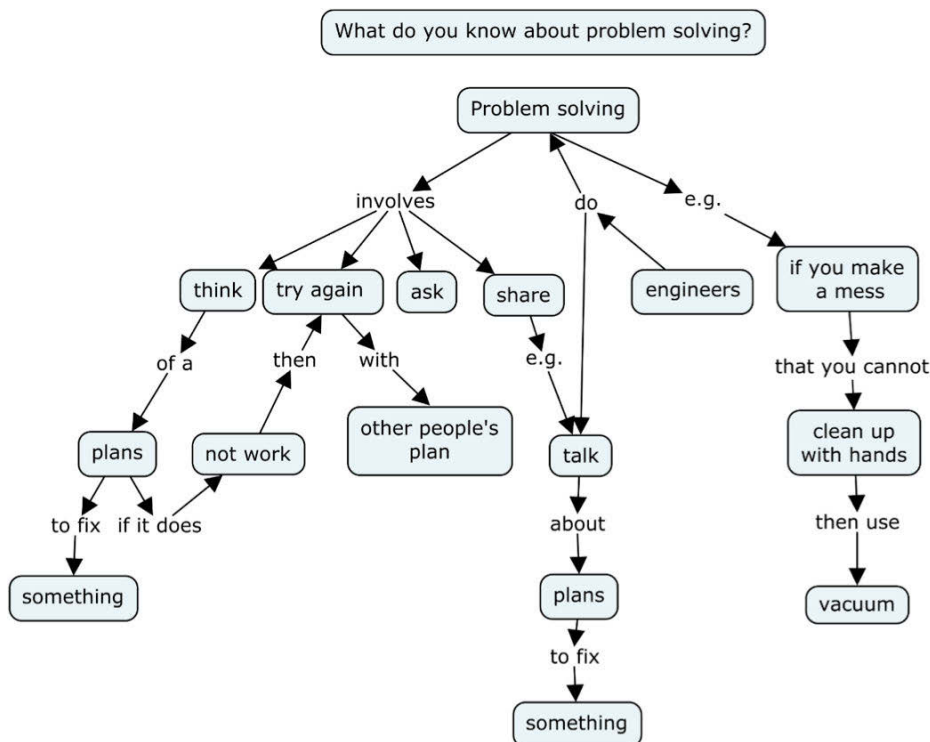 What do you know about problem solving?
Problem solving
involves
do
e.g.
think
try again
ask
share
engineers
if you make
a mess
of a
then
with
e.g.
that you cannot
plans
not work
other people's
plan
talk
clean up
with hands
to fix
if it does
about
then use
something
plans
vacuum
to fix
something